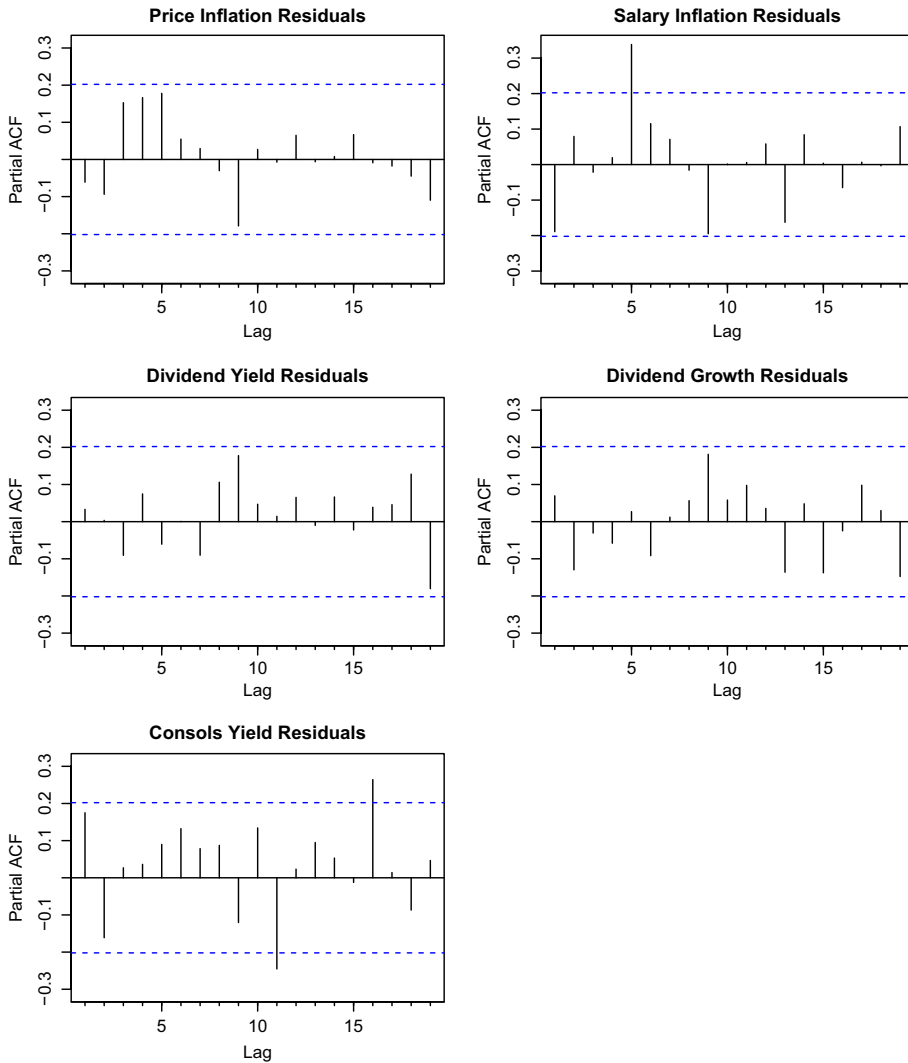 Price Inflation Residuals
Partial ACF
0.3
0.2
0.1
−0.1
−0.3
5
10
15
Lag
Salary Inflation Residuals
Partial ACF
0.3
0.2
0.1
−0.1
−0.3
5
10
15
Lag
Dividend Yield Residuals
Partial ACF
0.3
0.2
0.1
−0.1
−0.3
5
10
15
Lag
Dividend Growth Residuals
Partial ACF
0.3
0.2
0.1
−0.1
−0.3
5
10
15
Lag
Consols Yield Residuals
Partial ACF
0.3
0.2
0.1
−0.1
−0.3
5
10
15
Lag